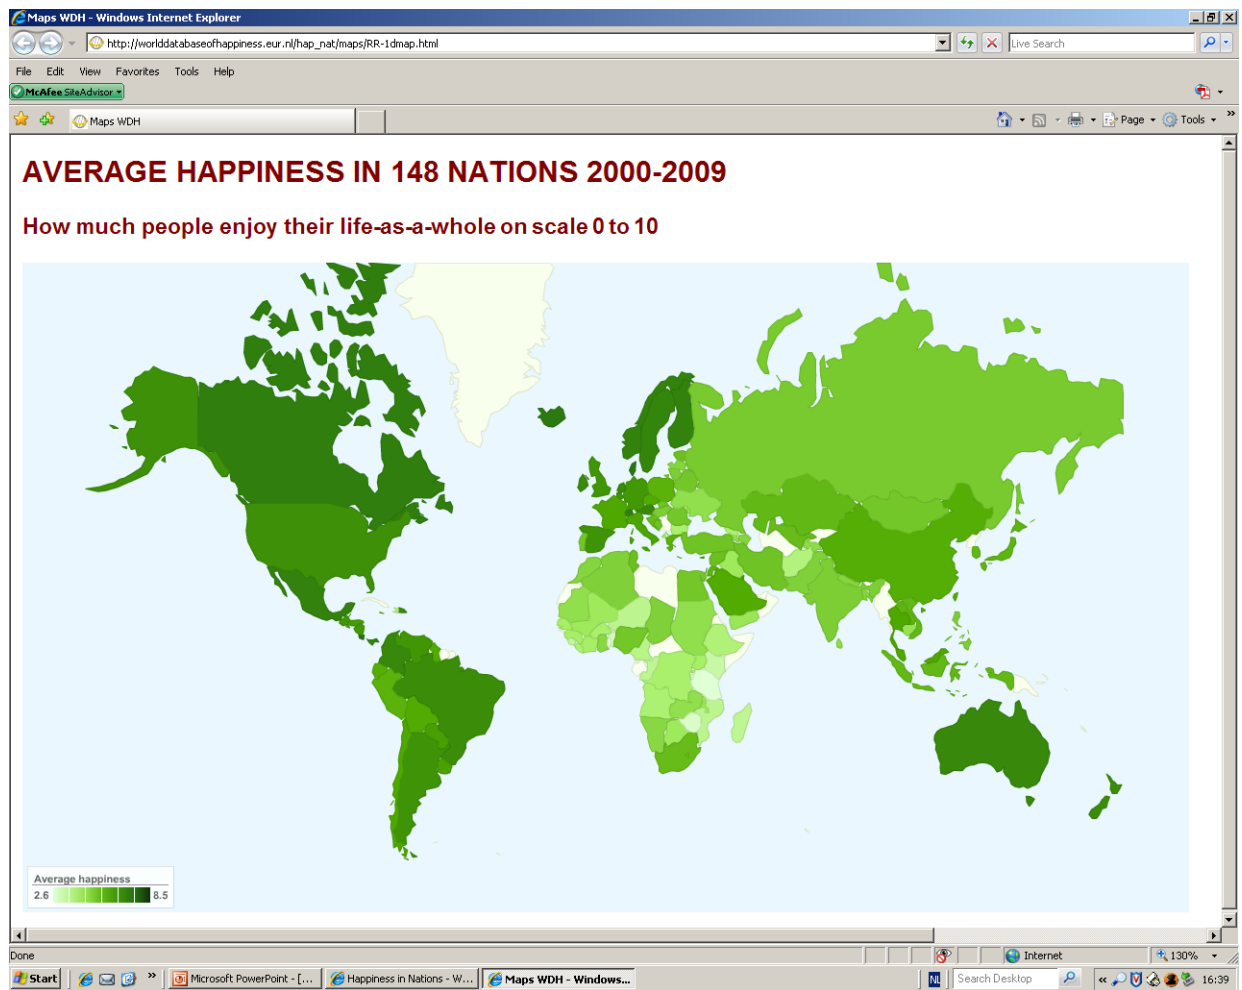 Maps WDH - Windows Internet Explorer
http://worlddatabaseofhappiness.eur.nl/hap_nat/maps/RR-1dmap.html
Live Search
File Edit View Favorites Tools Help
McAfee SiteAdvisor
Maps WDH
Page
Tools
»
AVERAGE HAPPINESS IN 148 NATIONS 2000-2009
How much people enjoy their life-as-a-whole on scale 0 to 10
Average happiness
2.6 8.5
Done
Internet
130%
Start
»
Microsoft PowerPoint - [...
Happiness in Nations - W...
Maps WDH - Windows...
NL
Search Desktop
«
16:39